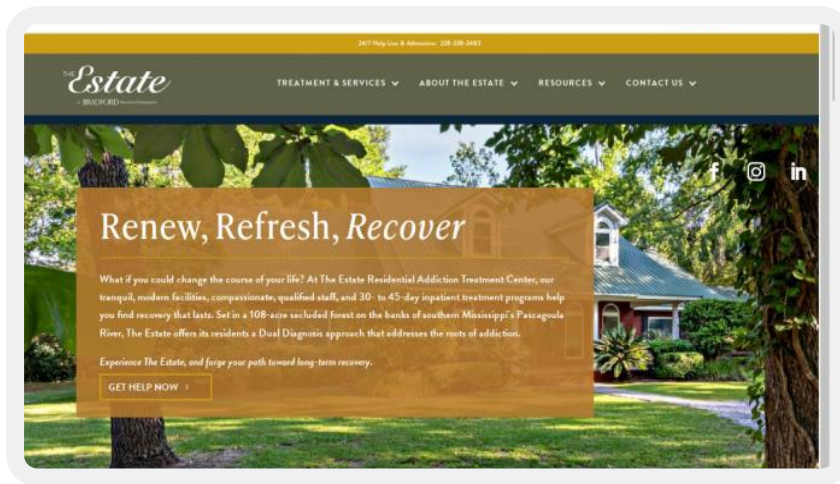 24/7 Help Line & Admissions: 228-338-3483
THE Estate
A BRADFORD
TREATMENT & SERVICES
ABOUT THE ESTATE
RESOURCES
CONTACT US
f
in
Renew, Refresh, Recover
What if you could change the course of your life? At The Estate Residential Addiction Treatment Center, our
tranquil, modern facilities, compassionate, qualified staff, and 30- to 45-day inpatient treatment programs help
you find recovery that lasts. Set in a 108-acre secluded forest on the banks of southern Mississippi's Pascagoula
River, The Estate offers its residents a Dual Diagnosis approach that addresses the roots of addiction.
Experience The Estate, and forge your path toward long-term recovery.
GET HELP NOW